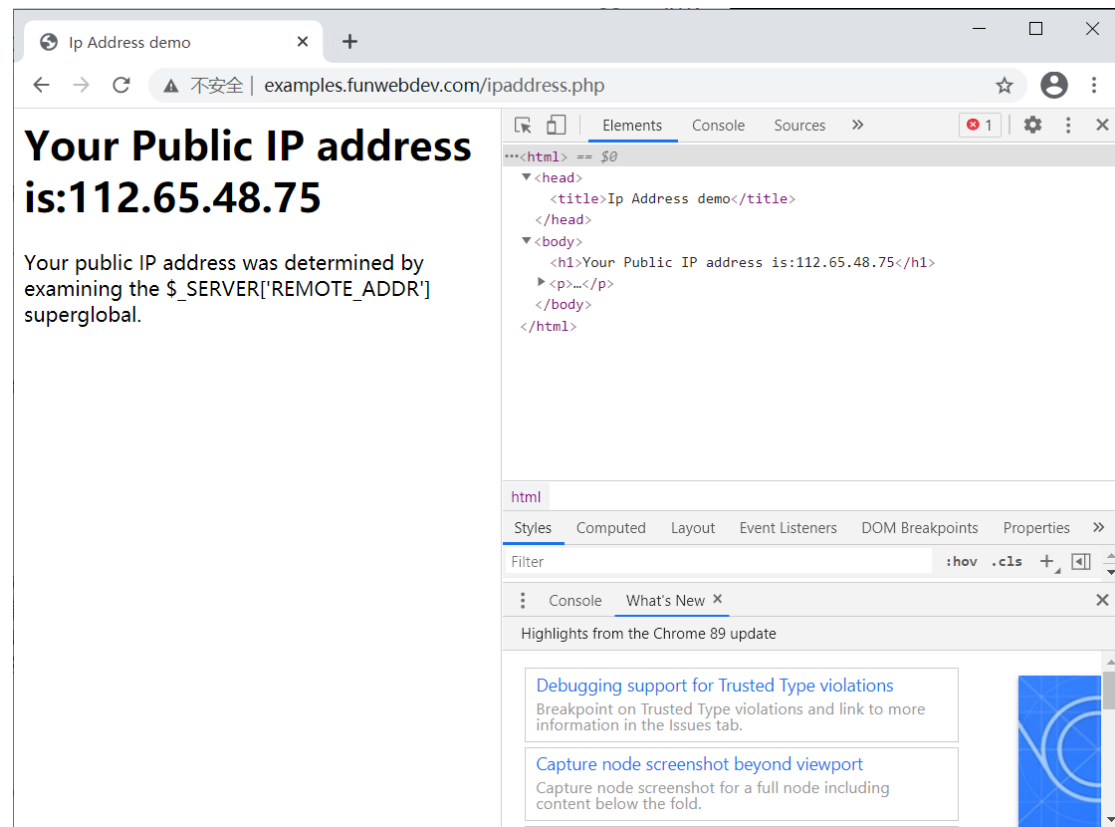 Ip Address demo
不安全 | examples.funwebdev.com/ipaddress.php
Your Public IP address
is:112.65.48.75
Your public IP address was determined by
examining the $_SERVER['REMOTE_ADDR']
superglobal.
Elements Console Sources » 1
···<html> == $0
▼<head>
<title>Ip Address demo</title>
</head>
▼<body>
<h1>Your Public IP address is:112.65.48.75</h1>
▶<p>…</p>
</body>
</html>
html
Styles Computed Layout Event Listeners DOM Breakpoints Properties »
Filter :hov .cls +
Console What's New ×
Highlights from the Chrome 89 update
Debugging support for Trusted Type violations
Breakpoint on Trusted Type violations and link to more
information in the Issues tab.
Capture node screenshot beyond viewport
Capture node screenshot for a full node including
content below the fold.